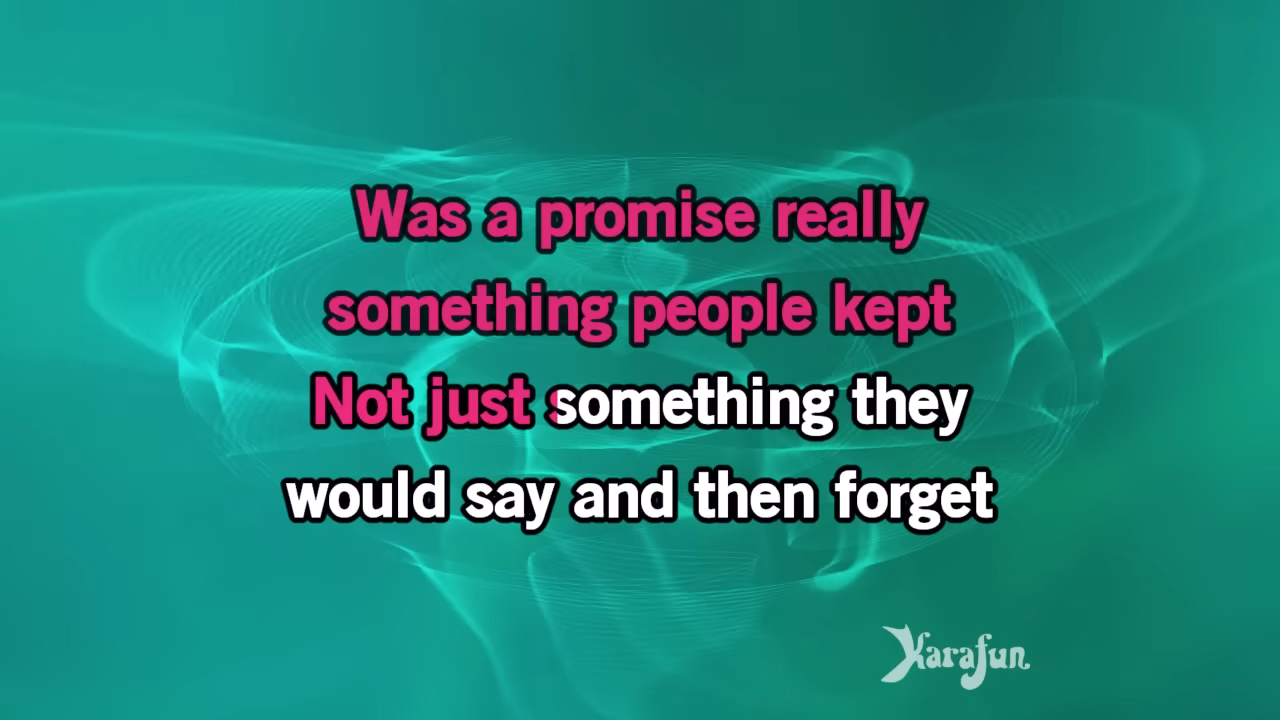 Was a promise really
something people kept
Not just something they
would say and then forget
Karafun